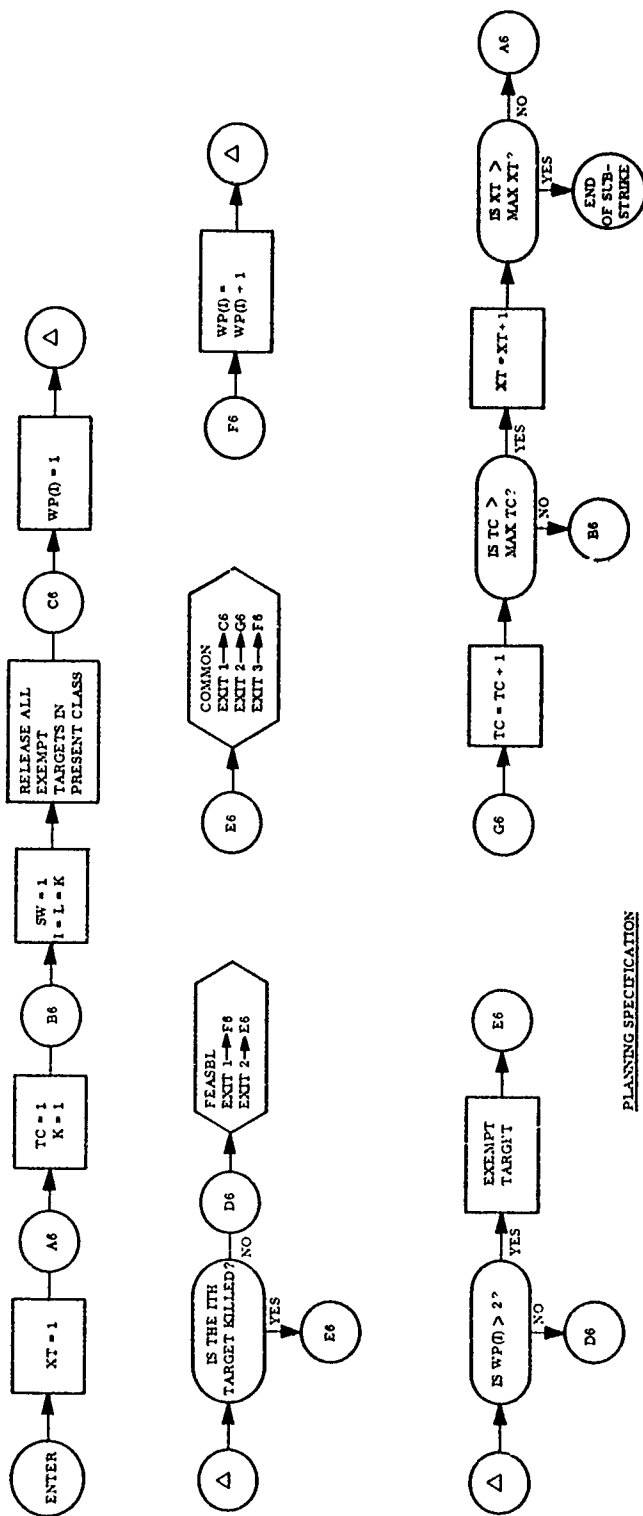 ENTER
XT = 1
A6
TC = 1
K = 1
B6
SW = 1
1 = L = K
RELEASE ALL
EXEMPT
TARGETS IN
PRESENT CLASS
C6
WP(I) = 1
Δ
Δ
IS THE ITH
TARGET KILLED?
YES
E6
NO
D6
FEASBL
EXIT 1→F6
EXIT 2→E6
E6
COMMON
EXIT 1→C6
EXIT 2→G6
EXIT 3→F6
F6
WP(I) =
WP(I) + 1
Δ
Δ
IS WP(I) > 2?
NO
D6
YES
EXEMPT
TARGET
E6
G6
TC = TC + 1
IS TC >
MAX TC?
NO
B6
YES
XT = XT + 1
IS XT >
MAX XT?
YES
END
OF SUB-
STRIKE
NO
A6
PLANNING SPECIFICATION